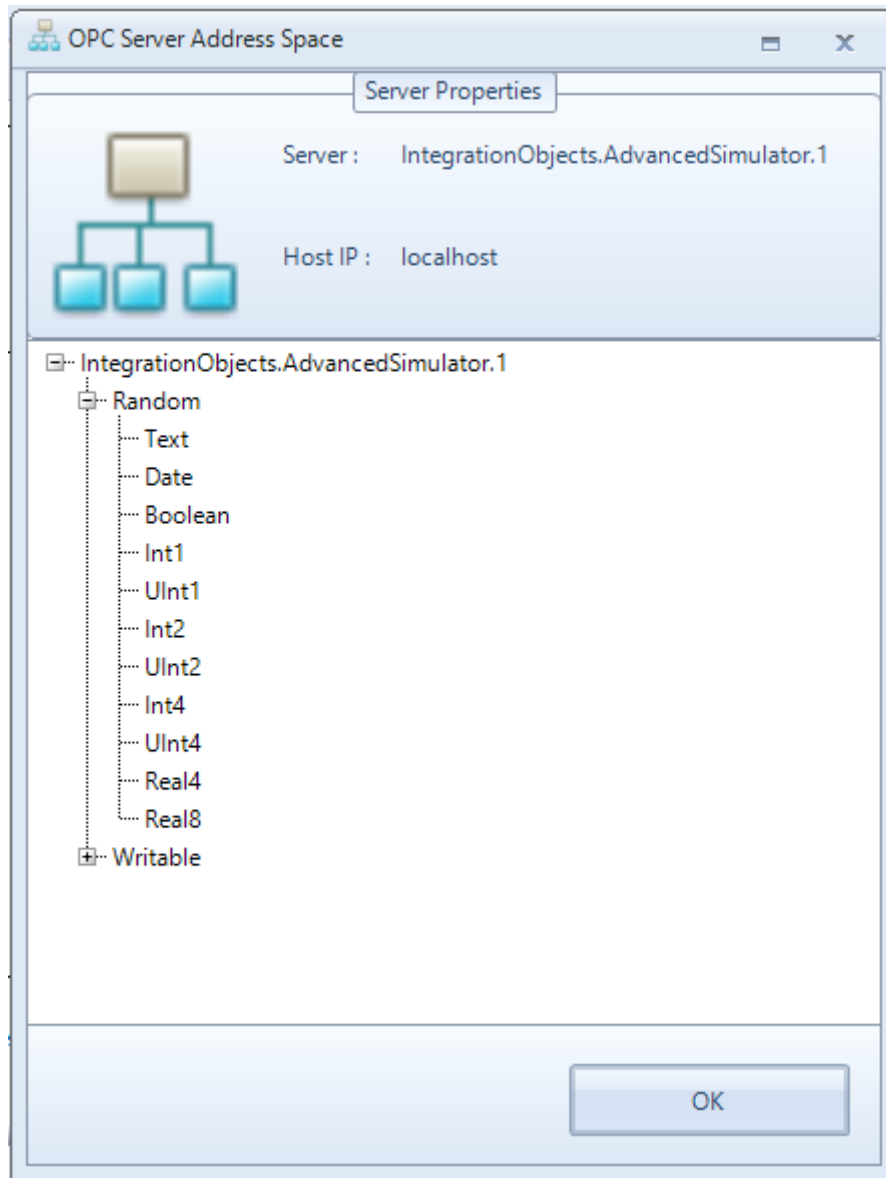 OPC Server Address Space
Server Properties
Server : IntegrationObjects.AdvancedSimulator.1
Host IP : localhost
IntegrationObjects.AdvancedSimulator.1
Random
Text
Date
Boolean
Int1
UInt1
Int2
UInt2
Int4
UInt4
Real4
Real8
Writable
OK